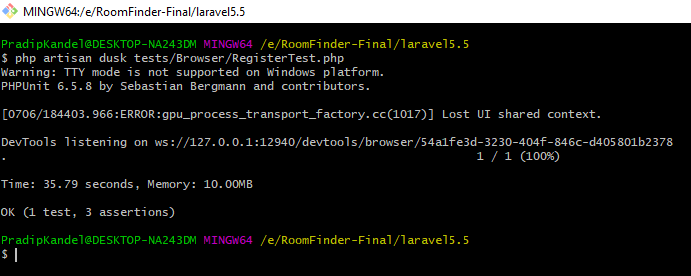 MINGW64:/e/RoomFinder-Final/laravel5.5
PradipKandel@DESKTOP-NA243DM MINGW64 /e/RoomFinder-Final/laravel5.5
$ php artisan dusk tests/Browser/RegisterTest.php
Warning: TTY mode is not supported on Windows platform.
PHPUnit 6.5.8 by Sebastian Bergmann and contributors.
[0706/184403.966:ERROR:gpu_process_transport_factory.cc(1017)] Lost UI shared context.
DevTools listening on ws://127.0.0.1:12940/devtools/browser/54a1fe3d-3230-404f-846c-d405801b2378
. 1 / 1 (100%)
Time: 35.79 seconds, Memory: 10.00MB
OK (1 test, 3 assertions)
PradipKandel@DESKTOP-NA243DM MINGW64 /e/RoomFinder-Final/laravel5.5
$